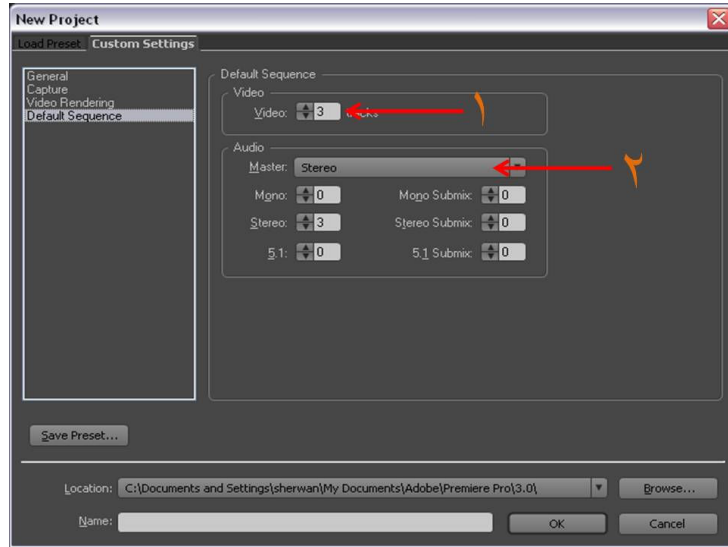 New Project
Load Preset Custom Settings
General
Capture
Video Rendering
Default Sequence
Default Sequence
Video
Video: 3 tracks
١
Audio
Master: Stereo
٢
Mono: 0 Mono Submix: 0
Stereo: 3 Stereo Submix: 0
5.1: 0 5.1 Submix: 0
Save Preset...
Location: C:\Documents and Settings\sherwan\My Documents\Adobe\Premiere Pro\3.0\ Browse...
Name: OK Cancel